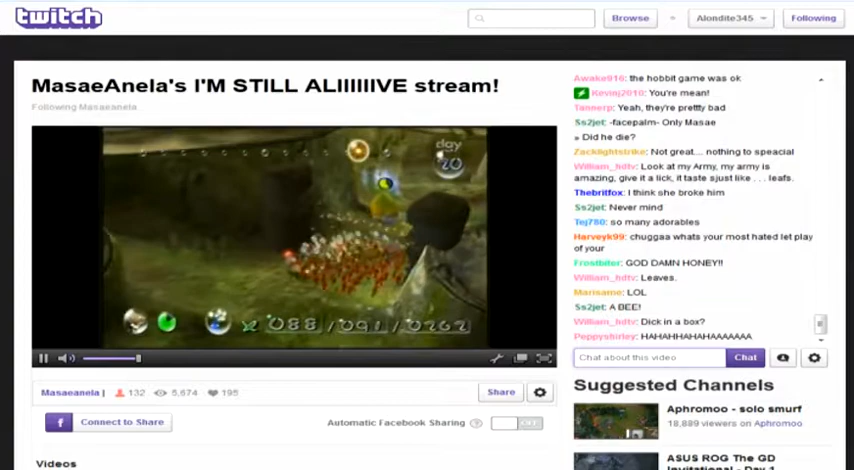 twitch
Browse
Alondite345
Following
MasaeAnela's I'M STILL ALIIIIIIVE stream!
Following Masaeanela
day
20
x2 088/091/0262
Masaeanela |
132
5,674
195
Share
Connect to Share
Automatic Facebook Sharing
OFF
Videos
Awake916: the hobbit game was ok
Kevinj2010: You're mean!
Tannerp: Yeah, they're prettty bad
Ss2jet: -facepalm- Only Masae
» Did he die?
Zacklightstrike: Not great.... nothing to speacial
William_hdtv: Look at my Army, my army is
amazing, give it a lick, it taste sjust like . . . leafs.
Thebritfox: I think she broke him
Ss2jet: Never mind
Tej780: so many adorables
Harveyk99: chuggaa whats your most hated let play
of your
Frostbiter: GOD DAMN HONEY!!
William_hdtv: Leaves.
Marisame: LOL
Ss2jet: A BEE!
William_hdtv: Dick in a box?
Peppyshirley: HAHAHHAHAHAAAAAAA
Chat about this video
Chat
Suggested Channels
Aphromoo - solo smurf
18,889 viewers on Aphromoo
ASUS ROG The GD
Invitational - Day 1